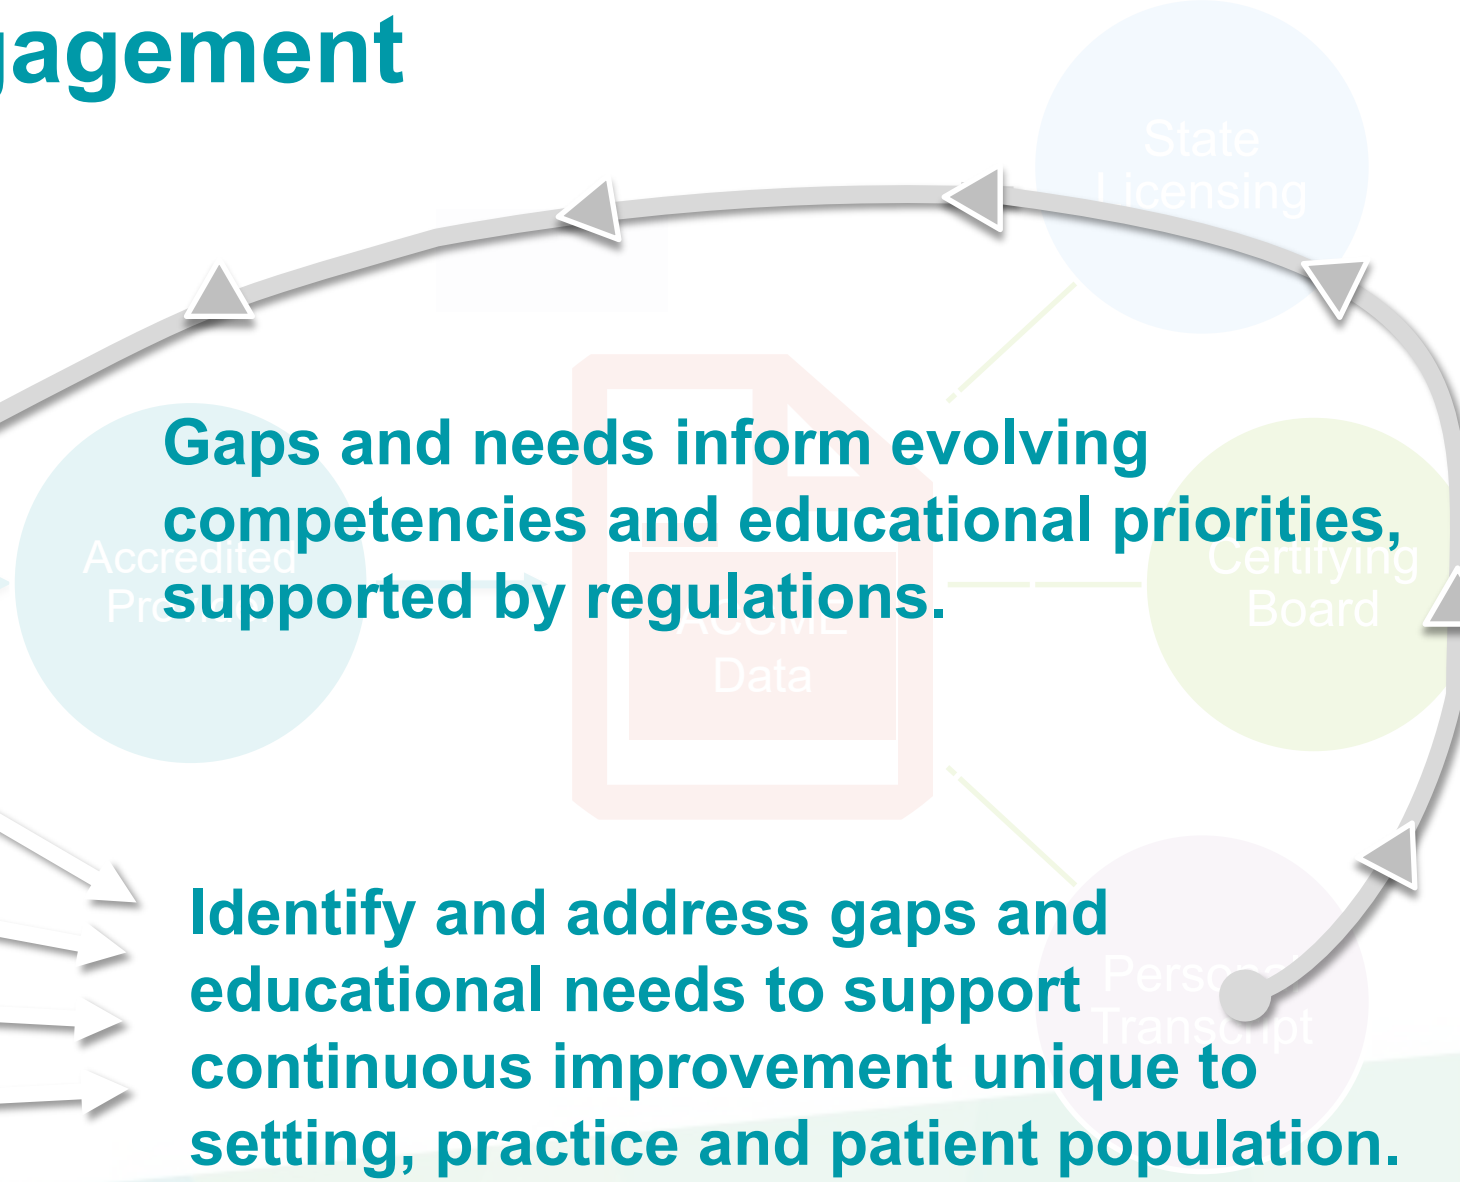 gagement
State
Licensing
Gaps and needs inform evolving
competencies and educational priorities,
supported by regulations.
Accredited
Certifying
Board
ACCME
Data
Identify and address gaps and
educational needs to support
continuous improvement unique to
setting, practice and patient population.
Personal
Transcript